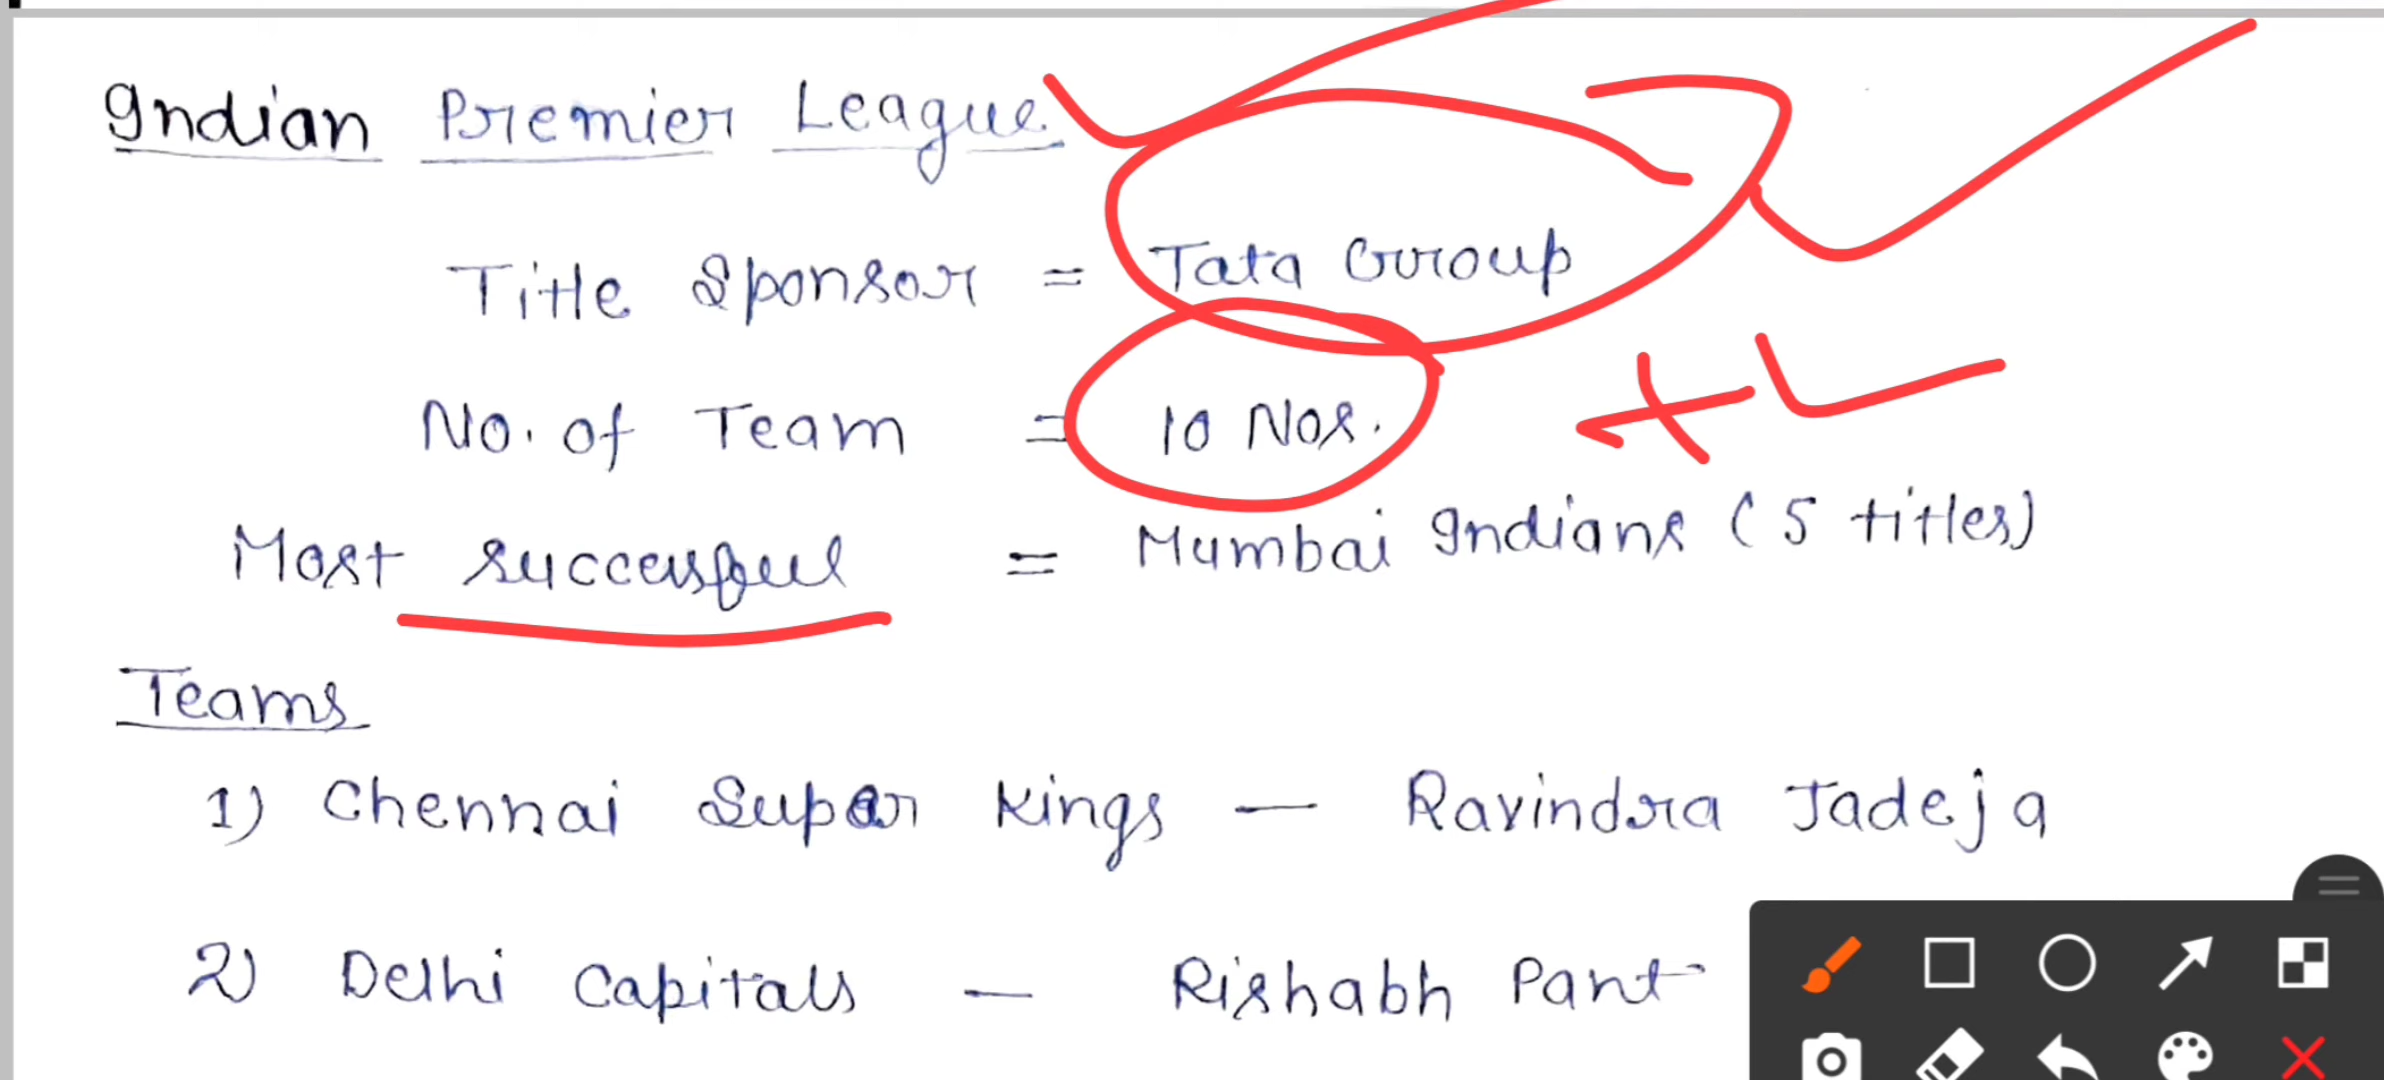 Indian Premier League
Title Sponsor = Tata Group
No. of Team = 10 Nos.
Most successful = Mumbai Indians (5 titles)
Teams
1) Chennai Super Kings — Ravindra Jadeja
2) Delhi Capitals — Rishabh Pant